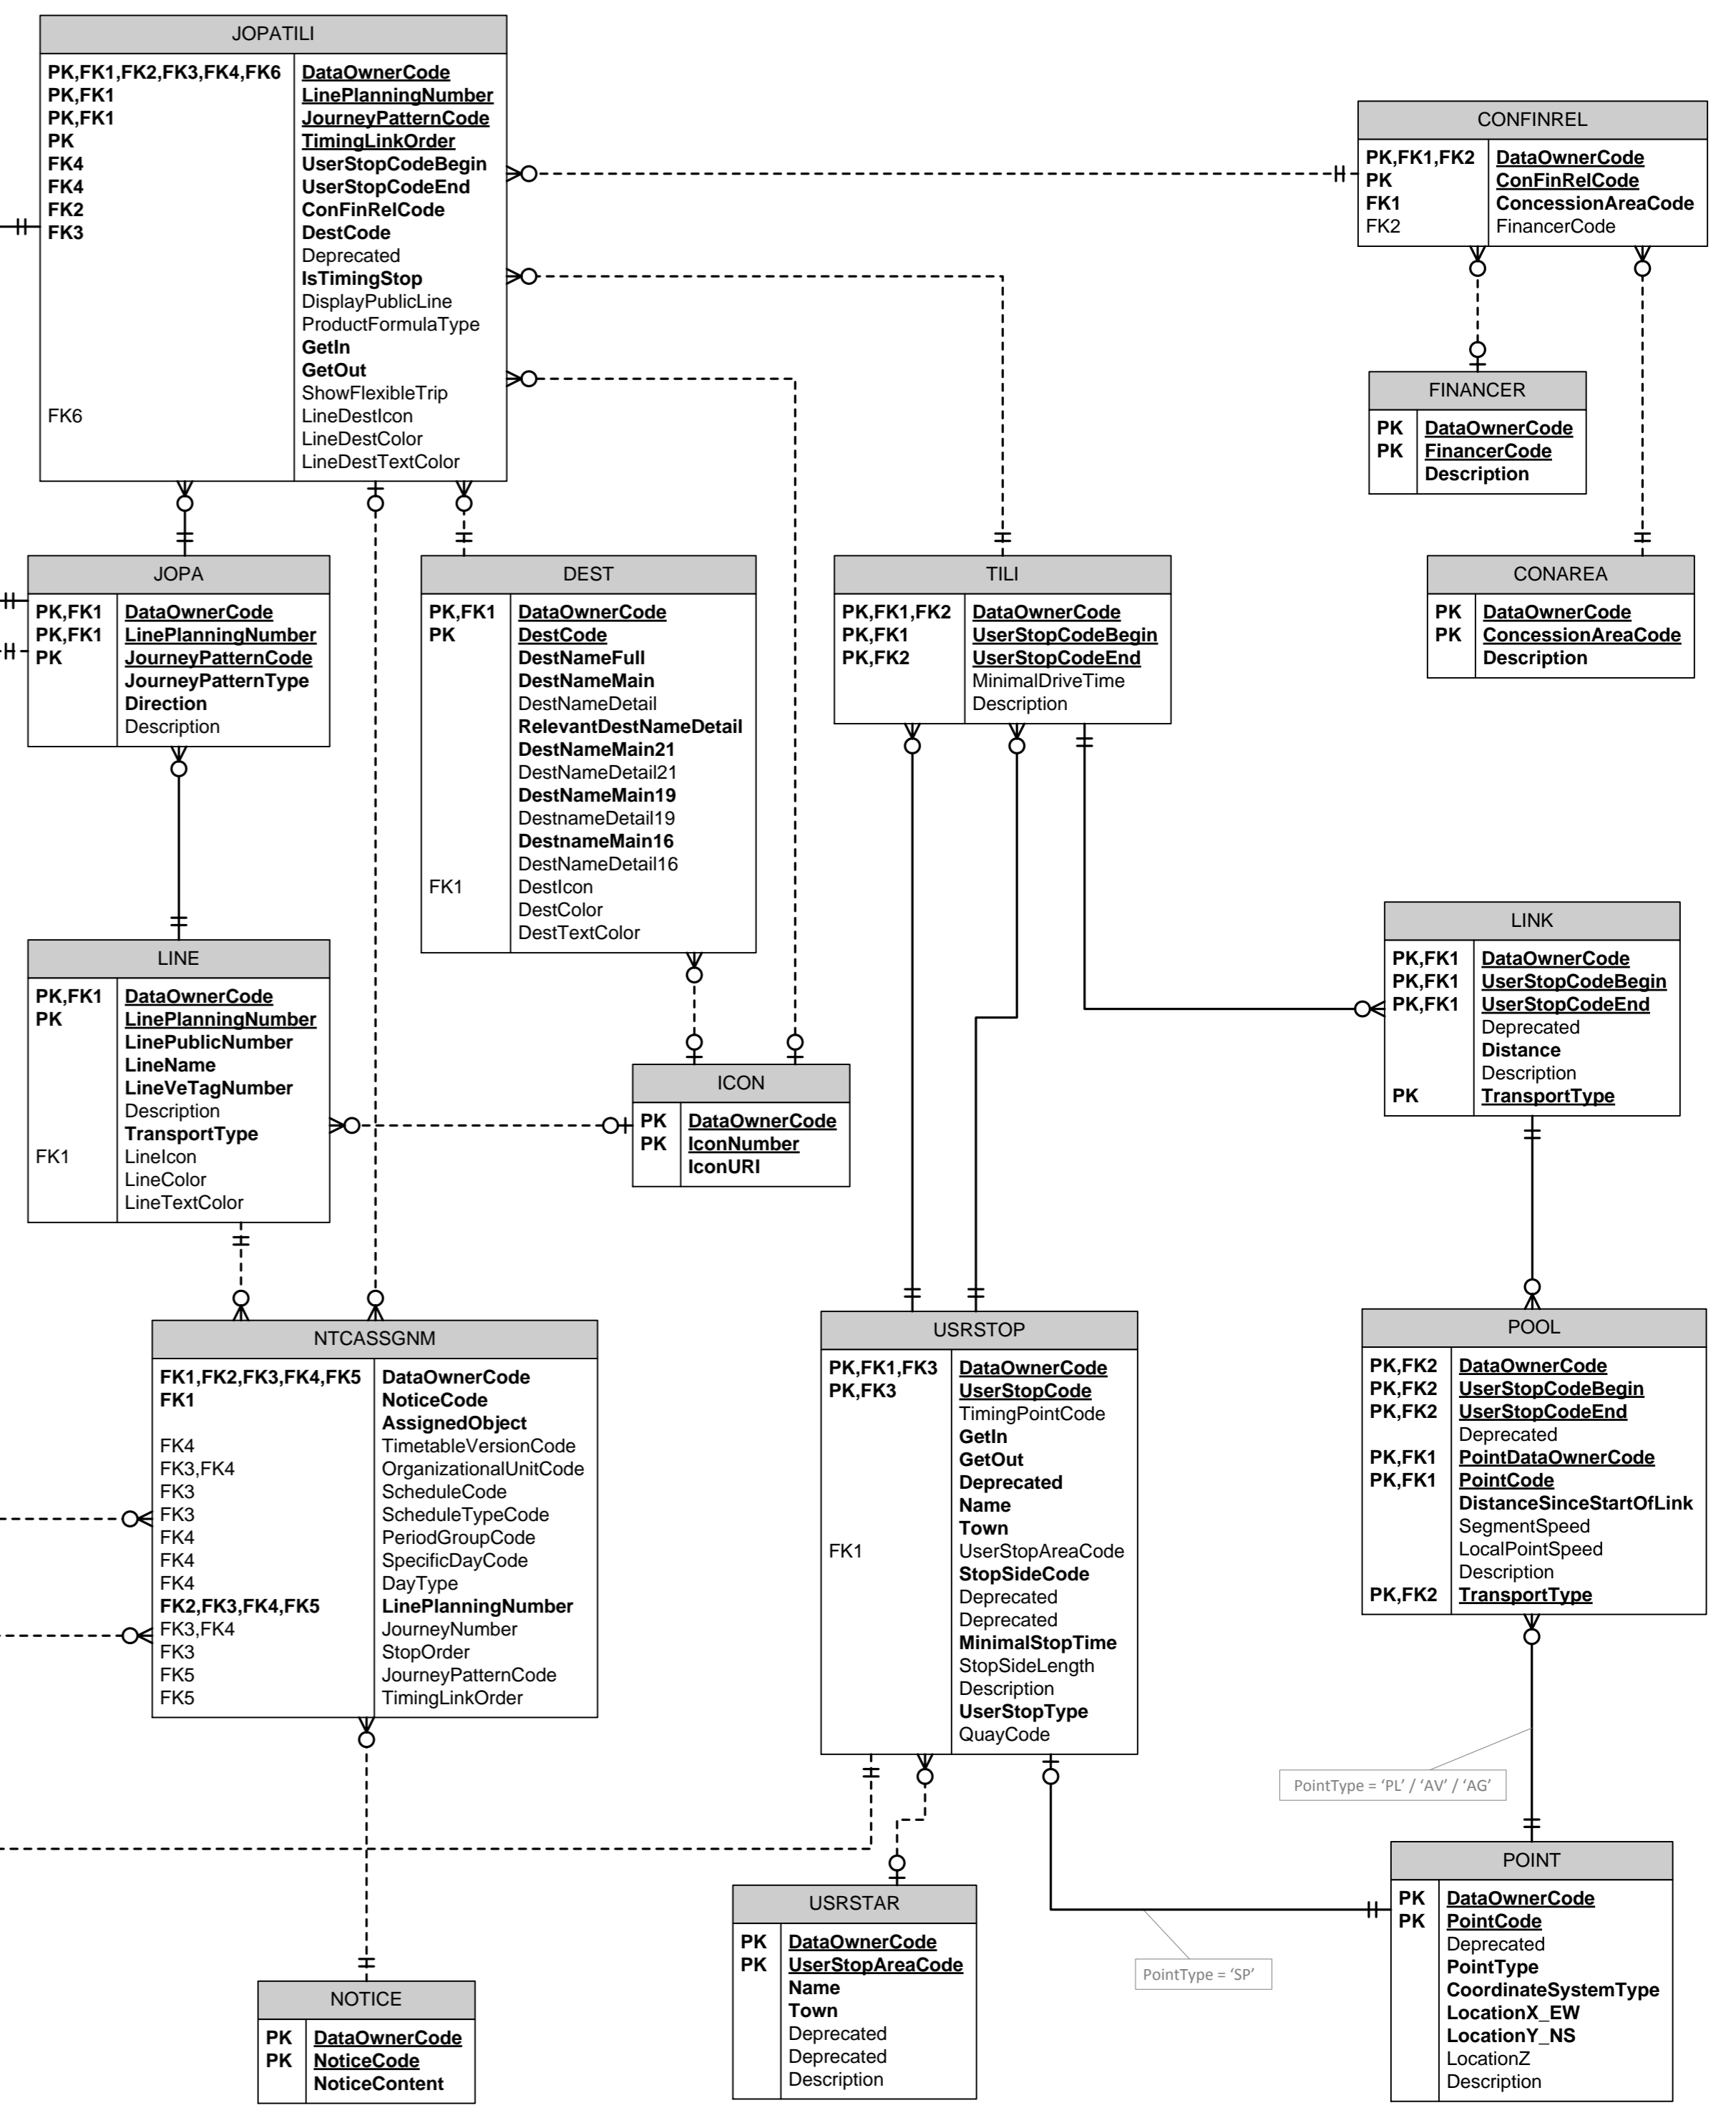 JOPATILI
PK,FK1,FK2,FK3,FK4,FK6 DataOwnerCode
PK,FK1 LinePlanningNumber
PK,FK1 JourneyPatternCode
PK TimingLinkOrder
FK4 UserStopCodeBegin
FK4 UserStopCodeEnd
FK2 ConFinRelCode
FK3 DestCode
Deprecated
IsTimingStop
DisplayPublicLine
ProductFormulaType
GetIn
GetOut
ShowFlexibleTrip
FK6 LineDestIcon
LineDestColor
LineDestTextColor
CONFINREL
PK,FK1,FK2 DataOwnerCode
PK ConFinRelCode
FK1 ConcessionAreaCode
FK2 FinancerCode
FINANCER
PK DataOwnerCode
PK FinancerCode
Description
JOPA
PK,FK1 DataOwnerCode
PK,FK1 LinePlanningNumber
PK JourneyPatternCode
JourneyPatternType
Direction
Description
DEST
PK,FK1 DataOwnerCode
PK DestCode
DestNameFull
DestNameMain
DestNameDetail
RelevantDestNameDetail
DestNameMain21
DestNameDetail21
DestNameMain19
DestnameDetail19
DestnameMain16
DestNameDetail16
FK1 DestIcon
DestColor
DestTextColor
TILI
PK,FK1,FK2 DataOwnerCode
PK,FK1 UserStopCodeBegin
PK,FK2 UserStopCodeEnd
MinimalDriveTime
Description
CONAREA
PK DataOwnerCode
PK ConcessionAreaCode
Description
LINE
PK,FK1 DataOwnerCode
PK LinePlanningNumber
LinePublicNumber
LineName
LineVeTagNumber
Description
TransportType
FK1 LineIcon
LineColor
LineTextColor
ICON
PK DataOwnerCode
PK IconNumber
IconURI
LINK
PK,FK1 DataOwnerCode
PK,FK1 UserStopCodeBegin
PK,FK1 UserStopCodeEnd
Deprecated
Distance
Description
PK TransportType
NTCASSGNM
FK1,FK2,FK3,FK4,FK5 DataOwnerCode
FK1 NoticeCode
AssignedObject
FK4 TimetableVersionCode
FK3,FK4 OrganizationalUnitCode
FK3 ScheduleCode
FK3 ScheduleTypeCode
FK4 PeriodGroupCode
FK4 SpecificDayCode
FK4 DayType
FK2,FK3,FK4,FK5 LinePlanningNumber
FK3,FK4 JourneyNumber
FK3 StopOrder
FK5 JourneyPatternCode
FK5 TimingLinkOrder
USRSTOP
PK,FK1,FK3 DataOwnerCode
PK,FK3 UserStopCode
TimingPointCode
GetIn
GetOut
Deprecated
Name
Town
FK1 UserStopAreaCode
StopSideCode
Deprecated
Deprecated
MinimalStopTime
StopSideLength
Description
UserStopType
QuayCode
POOL
PK,FK2 DataOwnerCode
PK,FK2 UserStopCodeBegin
PK,FK2 UserStopCodeEnd
Deprecated
PK,FK1 PointDataOwnerCode
PK,FK1 PointCode
DistanceSinceStartOfLink
SegmentSpeed
LocalPointSpeed
Description
PK,FK2 TransportType
PointType = ‘PL’ / ‘AV’ / ‘AG’
NOTICE
PK DataOwnerCode
PK NoticeCode
NoticeContent
USRSTAR
PK DataOwnerCode
PK UserStopAreaCode
Name
Town
Deprecated
Deprecated
Description
PointType = ‘SP’
POINT
PK DataOwnerCode
PK PointCode
Deprecated
PointType
CoordinateSystemType
LocationX_EW
LocationY_NS
LocationZ
Description